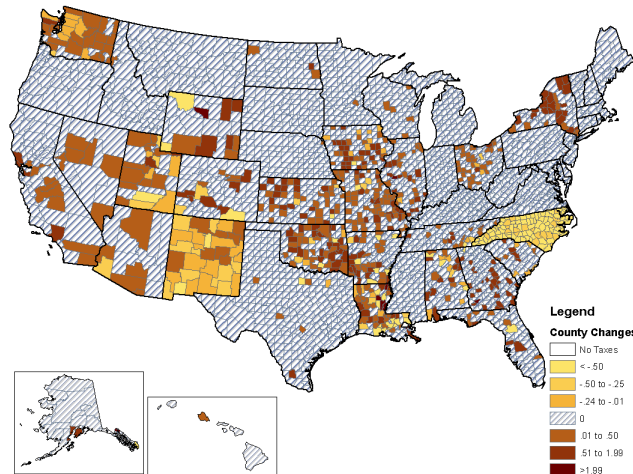 Legend
County Changes
No Taxes
< -.50
-.50 to -.25
-.24 to -.01
0
.01 to .50
.51 to 1.99
>1.99